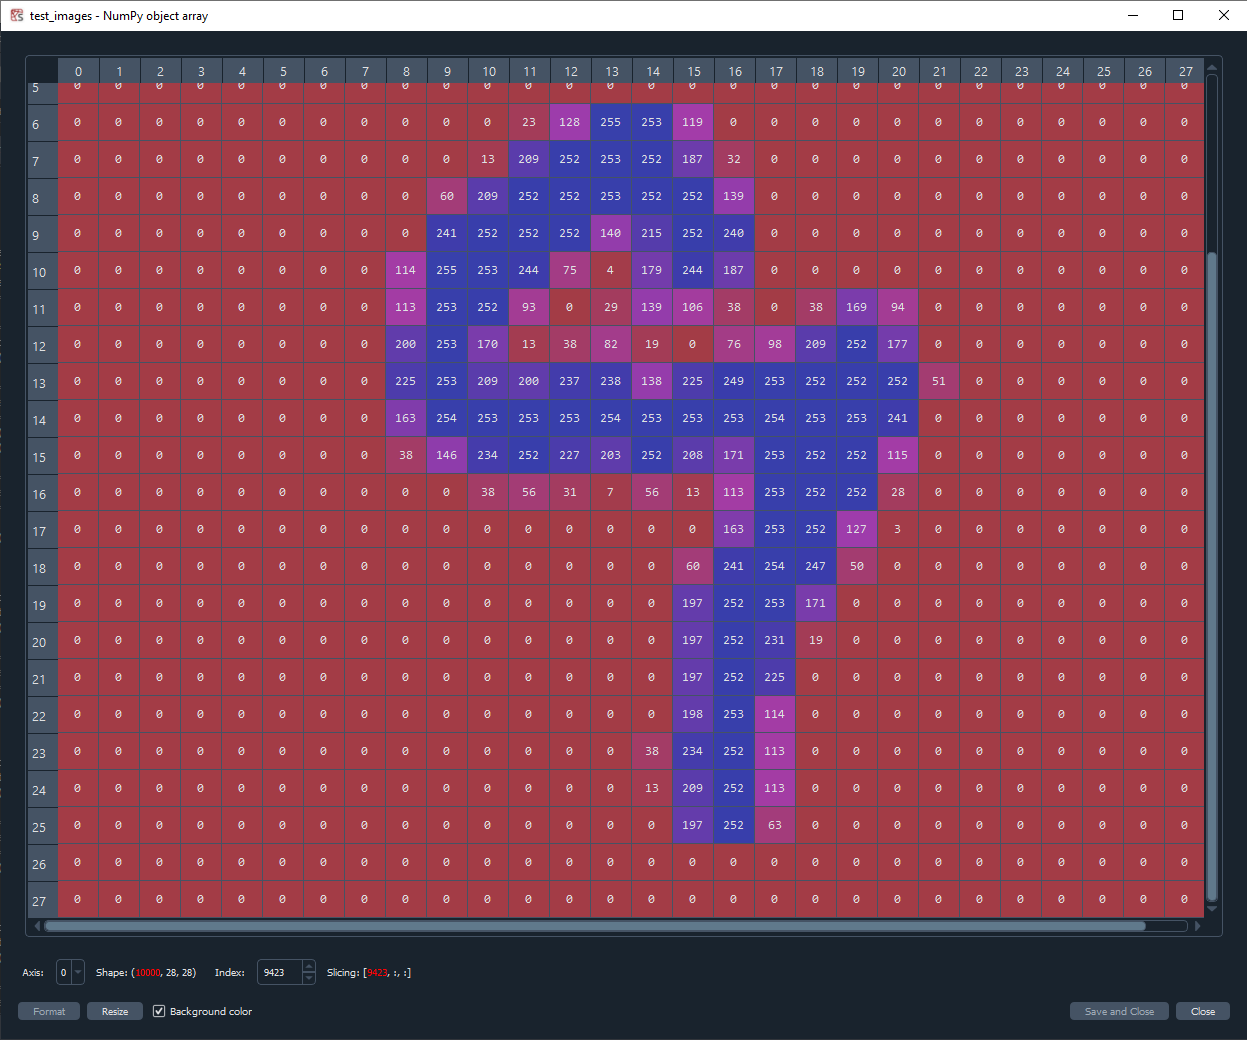 test_images - NumPy object array
0 1 2 3 4 5 6 7 8 9 10 11 12 13 14 15 16 17 18 19 20 21 22 23 24 25 26 27
5 0 0 0 0 0 0 0 0 0 0 0 0 0 0 0 0 0 0 0 0 0 0 0 0 0 0 0 0
6 0 0 0 0 0 0 0 0 0 0 0 23 128 255 253 119 0 0 0 0 0 0 0 0 0 0 0 0
7 0 0 0 0 0 0 0 0 0 0 13 209 252 253 252 187 32 0 0 0 0 0 0 0 0 0 0 0
8 0 0 0 0 0 0 0 0 0 60 209 252 252 253 252 252 139 0 0 0 0 0 0 0 0 0 0 0
9 0 0 0 0 0 0 0 0 0 241 252 252 252 140 215 252 240 0 0 0 0 0 0 0 0 0 0 0
10 0 0 0 0 0 0 0 0 114 255 253 244 75 4 179 244 187 0 0 0 0 0 0 0 0 0 0 0
11 0 0 0 0 0 0 0 0 113 253 252 93 0 29 139 106 38 0 38 169 94 0 0 0 0 0 0 0
12 0 0 0 0 0 0 0 0 200 253 170 13 38 82 19 0 76 98 209 252 177 0 0 0 0 0 0 0
13 0 0 0 0 0 0 0 0 225 253 209 200 237 238 138 225 249 253 252 252 252 51 0 0 0 0 0 0
14 0 0 0 0 0 0 0 0 163 254 253 253 253 254 253 253 253 254 253 253 241 0 0 0 0 0 0 0
15 0 0 0 0 0 0 0 0 38 146 234 252 227 203 252 208 171 253 252 252 115 0 0 0 0 0 0 0
16 0 0 0 0 0 0 0 0 0 0 38 56 31 7 56 13 113 253 252 252 28 0 0 0 0 0 0 0
17 0 0 0 0 0 0 0 0 0 0 0 0 0 0 0 0 163 253 252 127 3 0 0 0 0 0 0 0
18 0 0 0 0 0 0 0 0 0 0 0 0 0 0 0 60 241 254 247 50 0 0 0 0 0 0 0 0
19 0 0 0 0 0 0 0 0 0 0 0 0 0 0 0 197 252 253 171 0 0 0 0 0 0 0 0 0
20 0 0 0 0 0 0 0 0 0 0 0 0 0 0 0 197 252 231 19 0 0 0 0 0 0 0 0 0
21 0 0 0 0 0 0 0 0 0 0 0 0 0 0 0 197 252 225 0 0 0 0 0 0 0 0 0 0
22 0 0 0 0 0 0 0 0 0 0 0 0 0 0 0 198 253 114 0 0 0 0 0 0 0 0 0 0
23 0 0 0 0 0 0 0 0 0 0 0 0 0 0 38 234 252 113 0 0 0 0 0 0 0 0 0 0
24 0 0 0 0 0 0 0 0 0 0 0 0 0 0 13 209 252 113 0 0 0 0 0 0 0 0 0 0
25 0 0 0 0 0 0 0 0 0 0 0 0 0 0 0 197 252 63 0 0 0 0 0 0 0 0 0 0
26 0 0 0 0 0 0 0 0 0 0 0 0 0 0 0 0 0 0 0 0 0 0 0 0 0 0 0 0
27 0 0 0 0 0 0 0 0 0 0 0 0 0 0 0 0 0 0 0 0 0 0 0 0 0 0 0 0
Axis: 0 Shape: (10000, 28, 28) Index: 9423 Slicing: [9423, :, :]
Format Resize Background color Save and Close Close